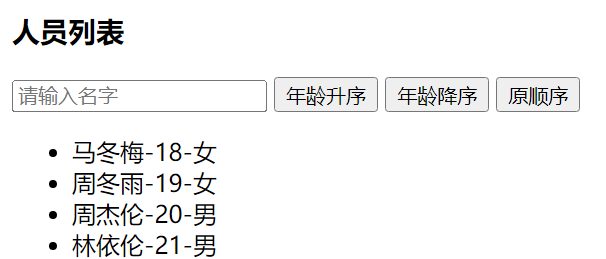 人员列表
请输入名字 年龄升序 年龄降序 原顺序
马冬梅-18-女
周冬雨-19-女
周杰伦-20-男
林依伦-21-男